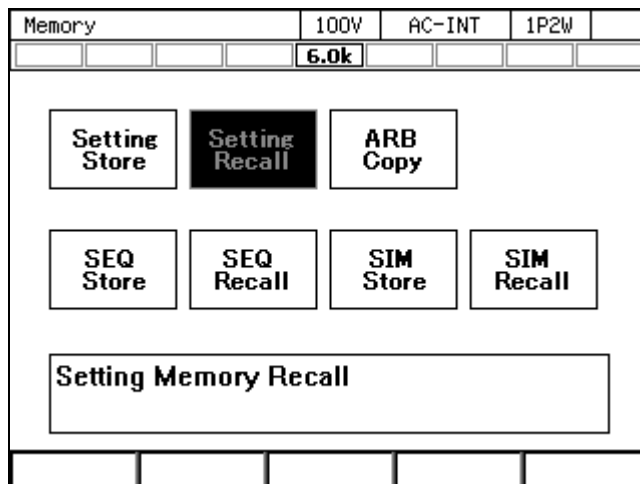 Memory 100V AC-INT 1P2W
6.0k
Setting Store
Setting Recall
ARB Copy
SEQ Store
SEQ Recall
SIM Store
SIM Recall
Setting Memory Recall